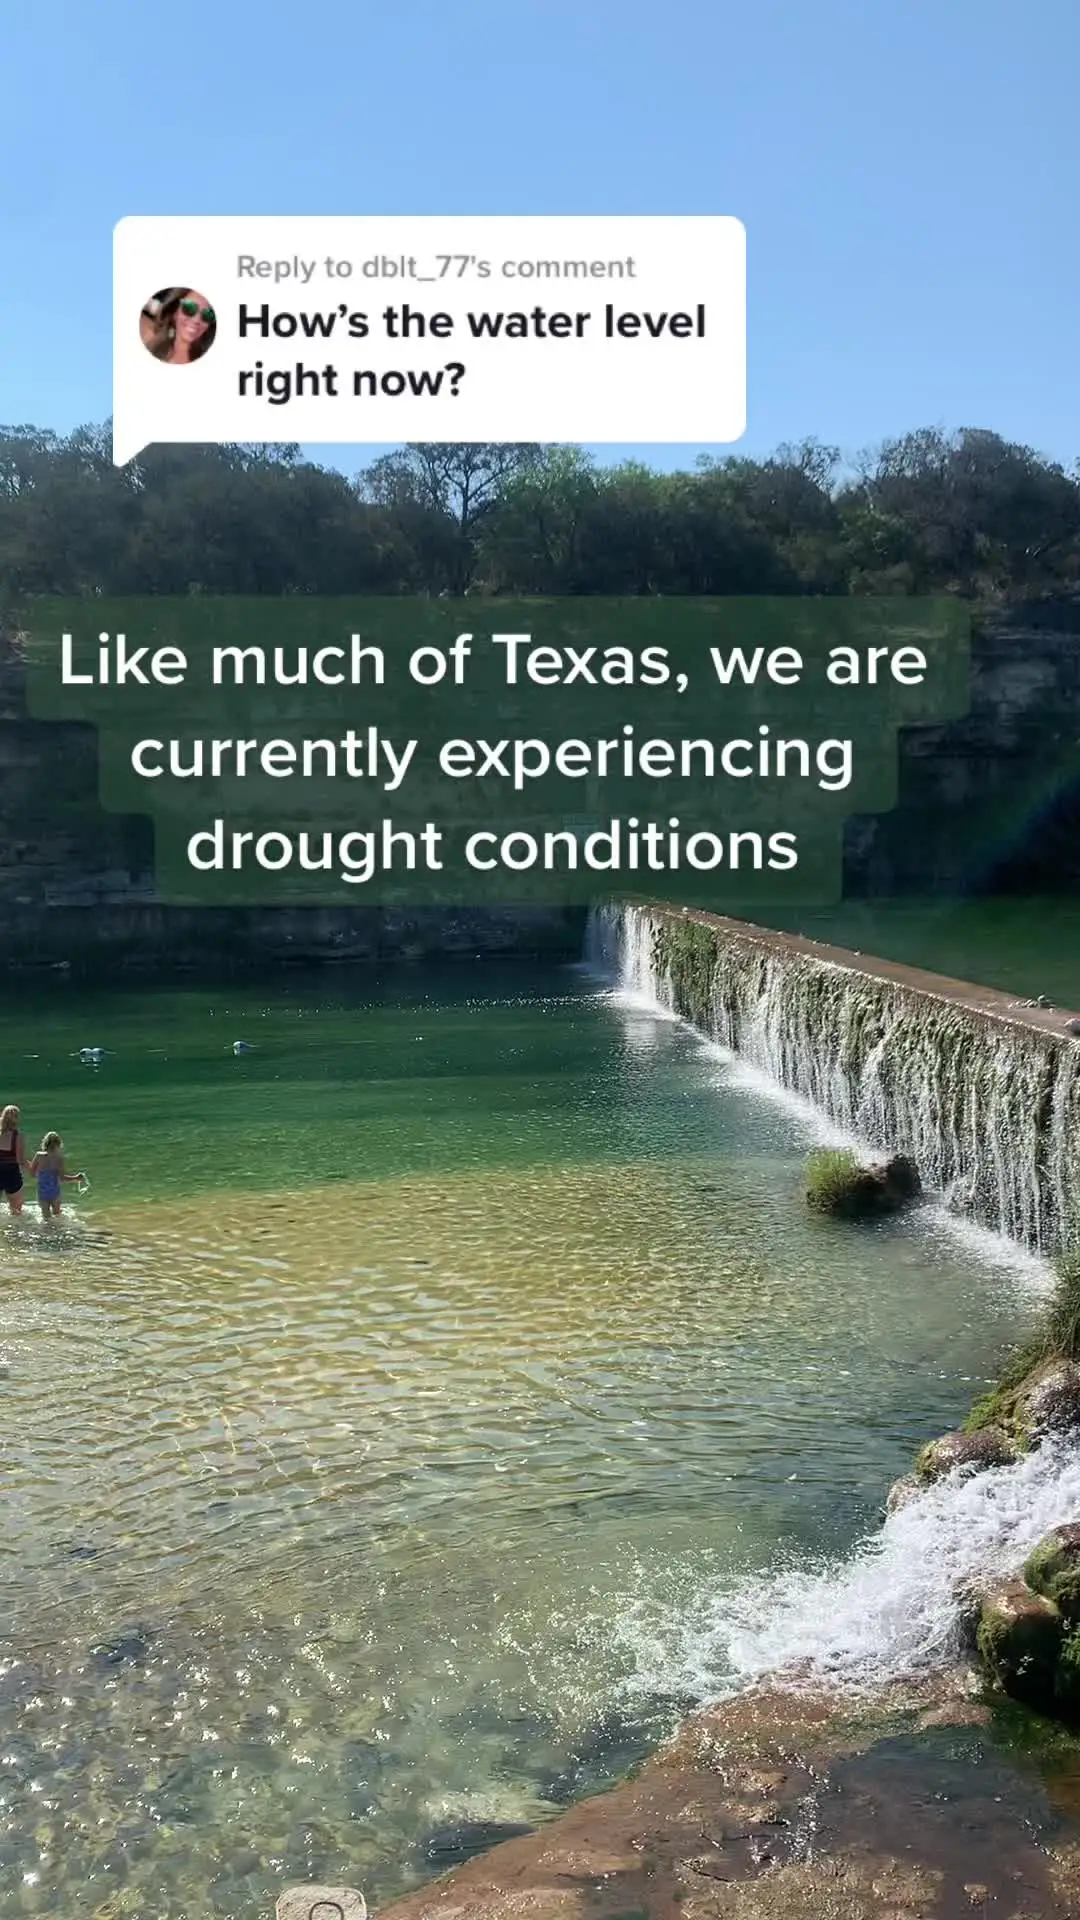 Reply to dblt_77's comment
How's the water level
right now?
Like much of Texas, we are
currently experiencing
drought conditions